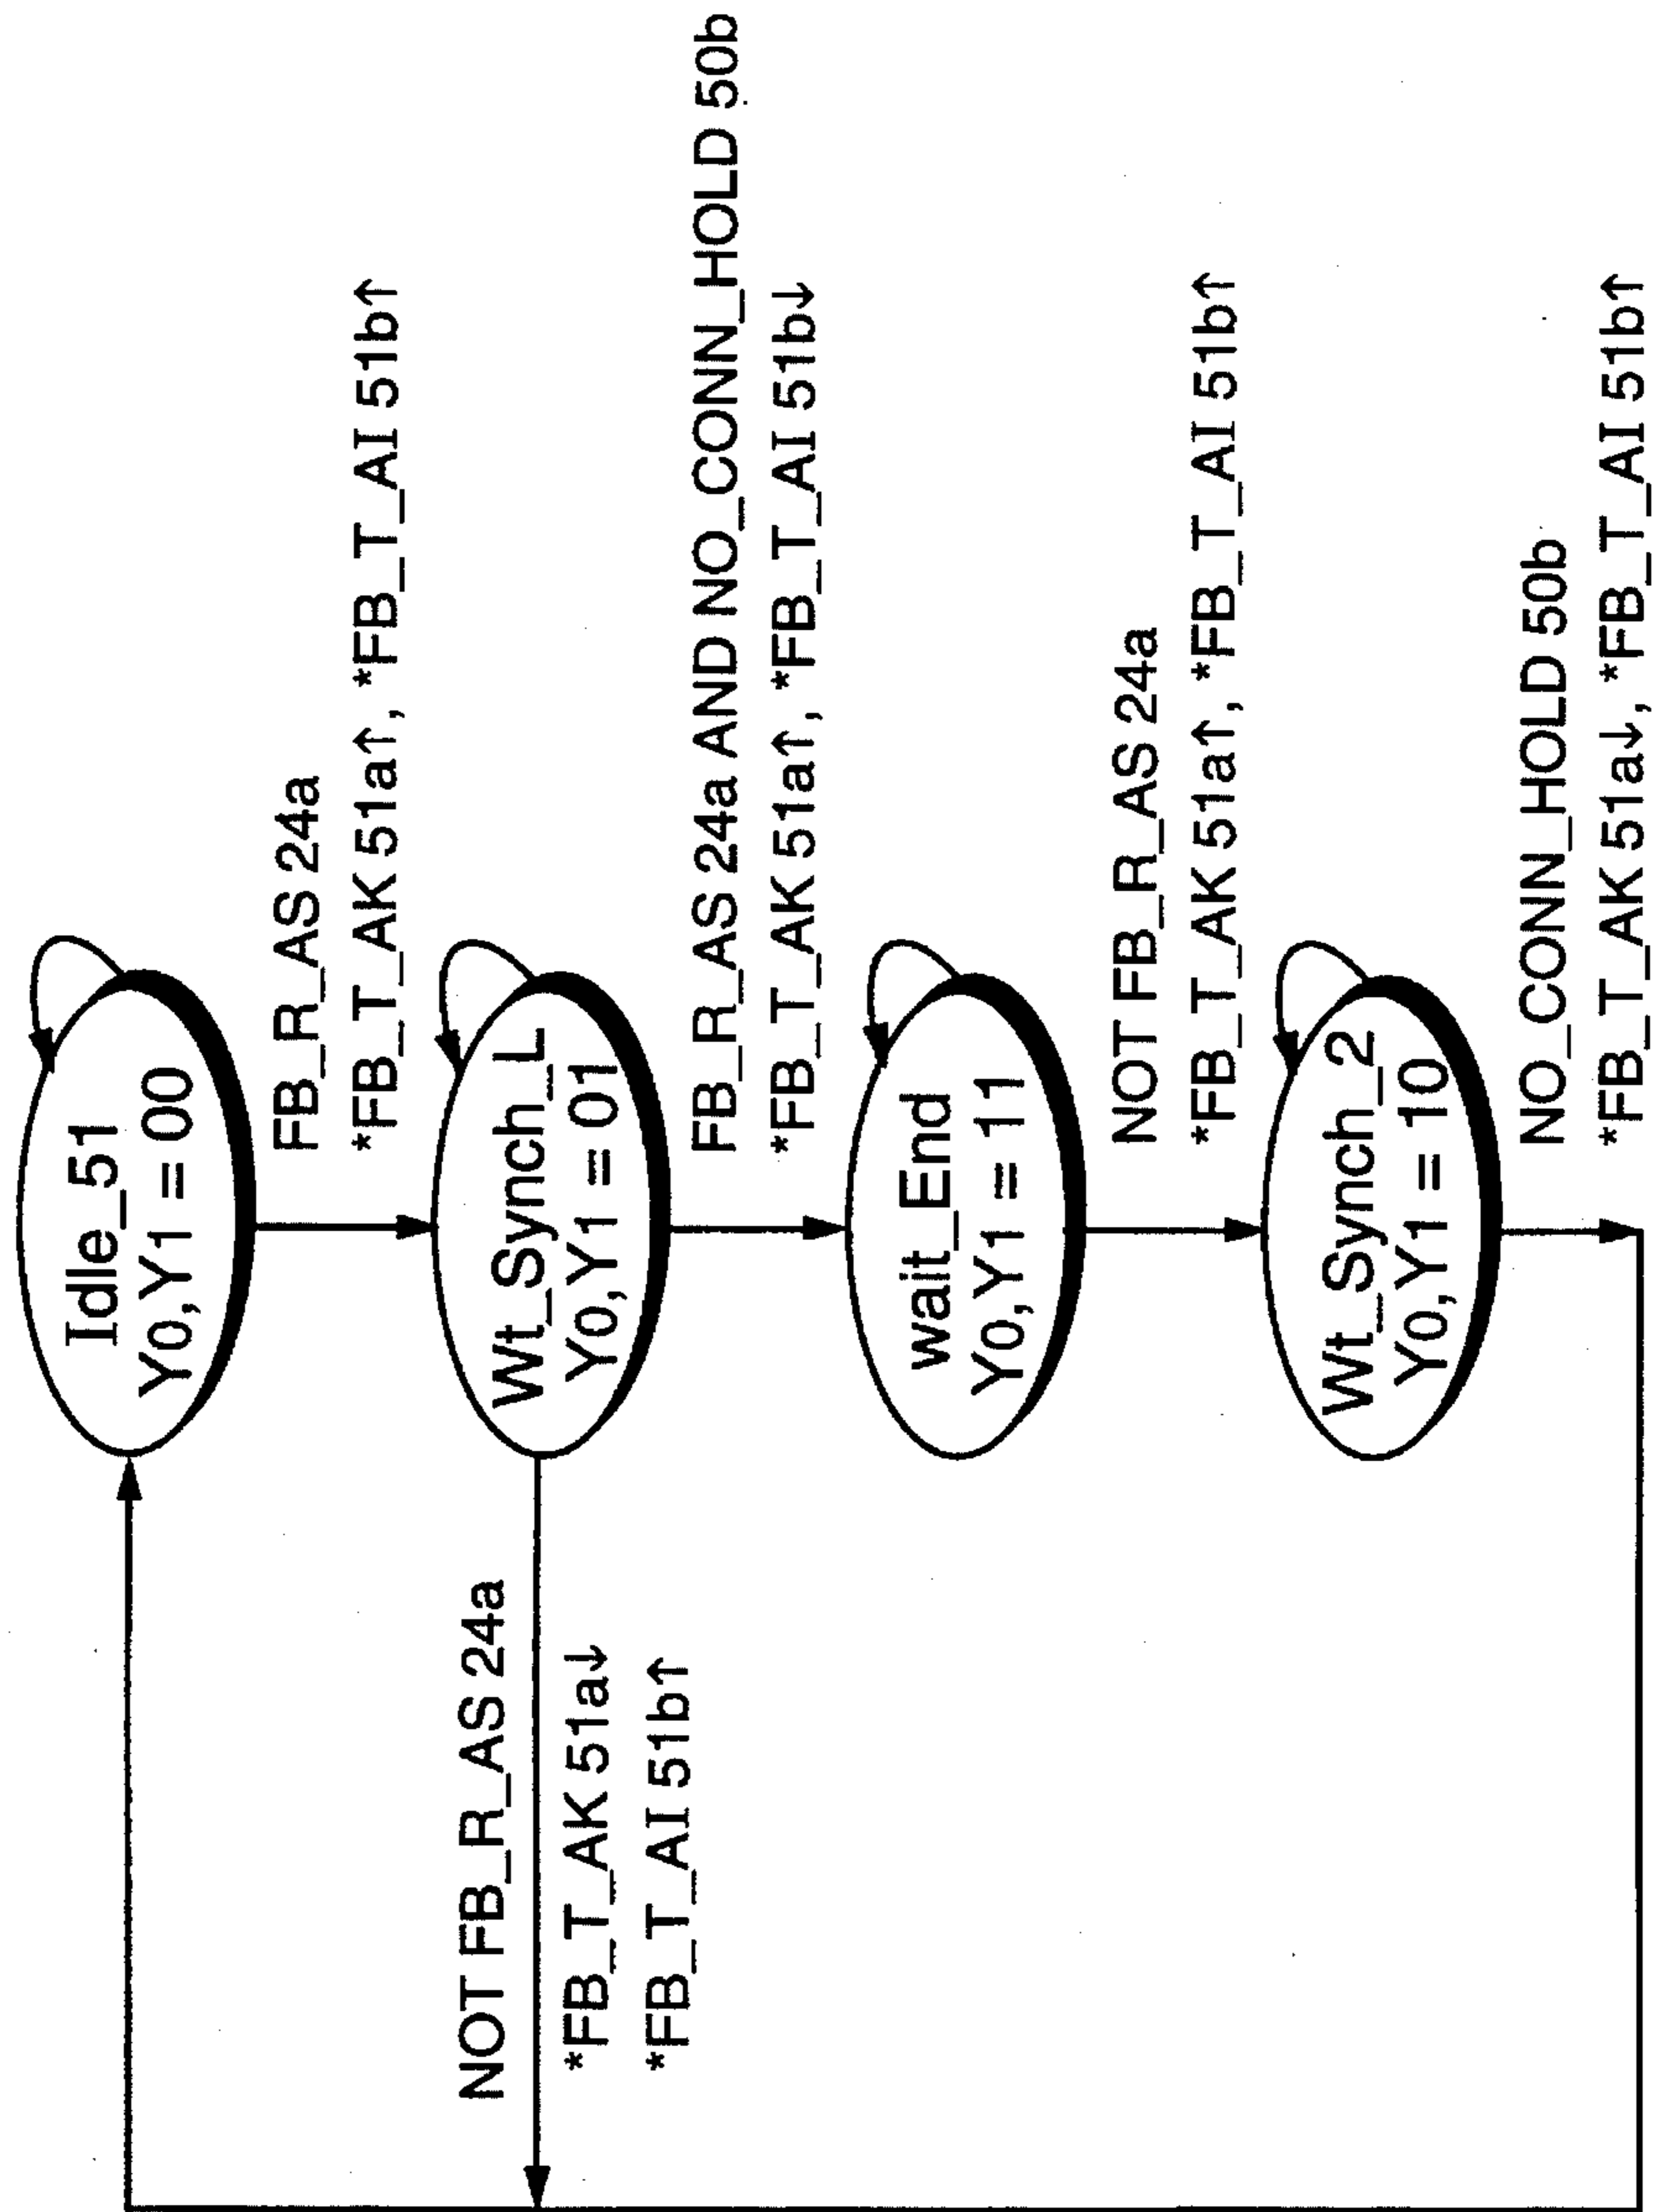 Idle_51
Y0,Y1 = 00
FB_R_AS 24a
*FB_T_AK 51a↑, *FB_T_AI 51b↑
Wt_Synch_L
Y0,Y1 = 01
NOT FB_R_AS 24a
*FB_T_AK 51a↓
*FB_T_AI 51b↑
FB_R_AS 24a AND NO_CONN_HOLD 50b
*FB_T_AK 51a↑, *FB_T_AI 51b↓
wait_End
Y0,Y1 = 11
NOT FB_R_AS 24a
*FB_T_AK 51a↑, *FB_T_AI 51b↑
Wt_Synch_2
Y0,Y1 = 10
NO_CONN_HOLD 50b
*FB_T_AK 51a↓, *FB_T_AI 51b↑